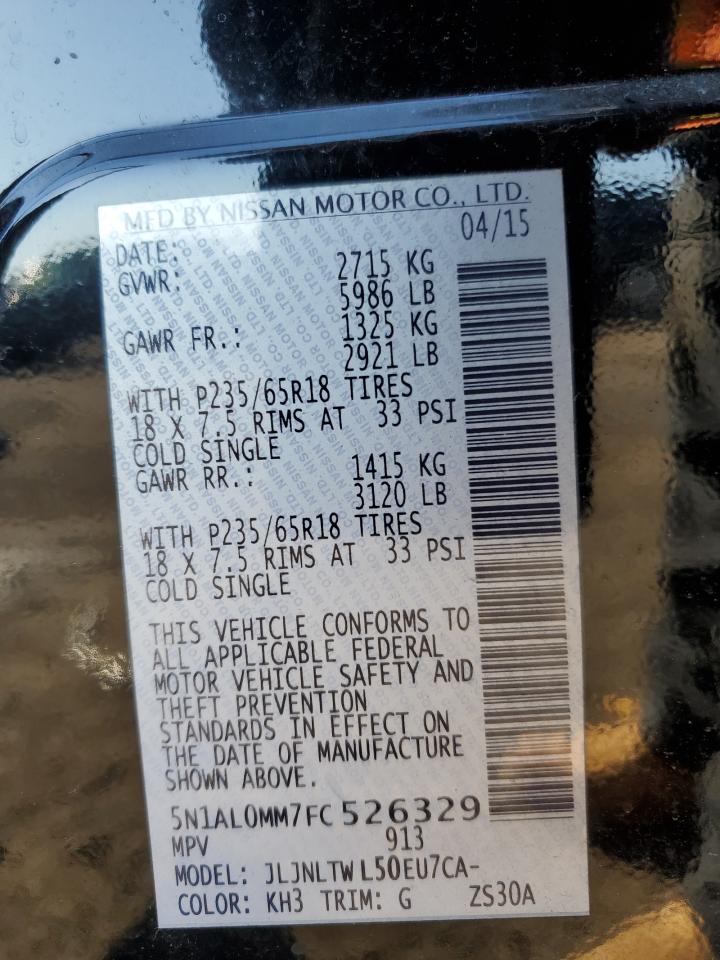 MFD BY NISSAN MOTOR CO., LTD.
DATE: 04/15
GVWR: 2715 KG
5986 LB
GAWR FR.: 1325 KG
2921 LB
WITH P235/65R18 TIRES
18 X 7.5 RIMS AT 33 PSI
COLD SINGLE
GAWR RR.: 1415 KG
3120 LB
WITH P235/65R18 TIRES
18 X 7.5 RIMS AT 33 PSI
COLD SINGLE
THIS VEHICLE CONFORMS TO
ALL APPLICABLE FEDERAL
MOTOR VEHICLE SAFETY AND
THEFT PREVENTION
STANDARDS IN EFFECT ON
THE DATE OF MANUFACTURE
SHOWN ABOVE.
5N1AL0MM7FC526329
MPV 913
MODEL: JLJNLTWL50EU7CA-
COLOR: KH3 TRIM: G ZS30A